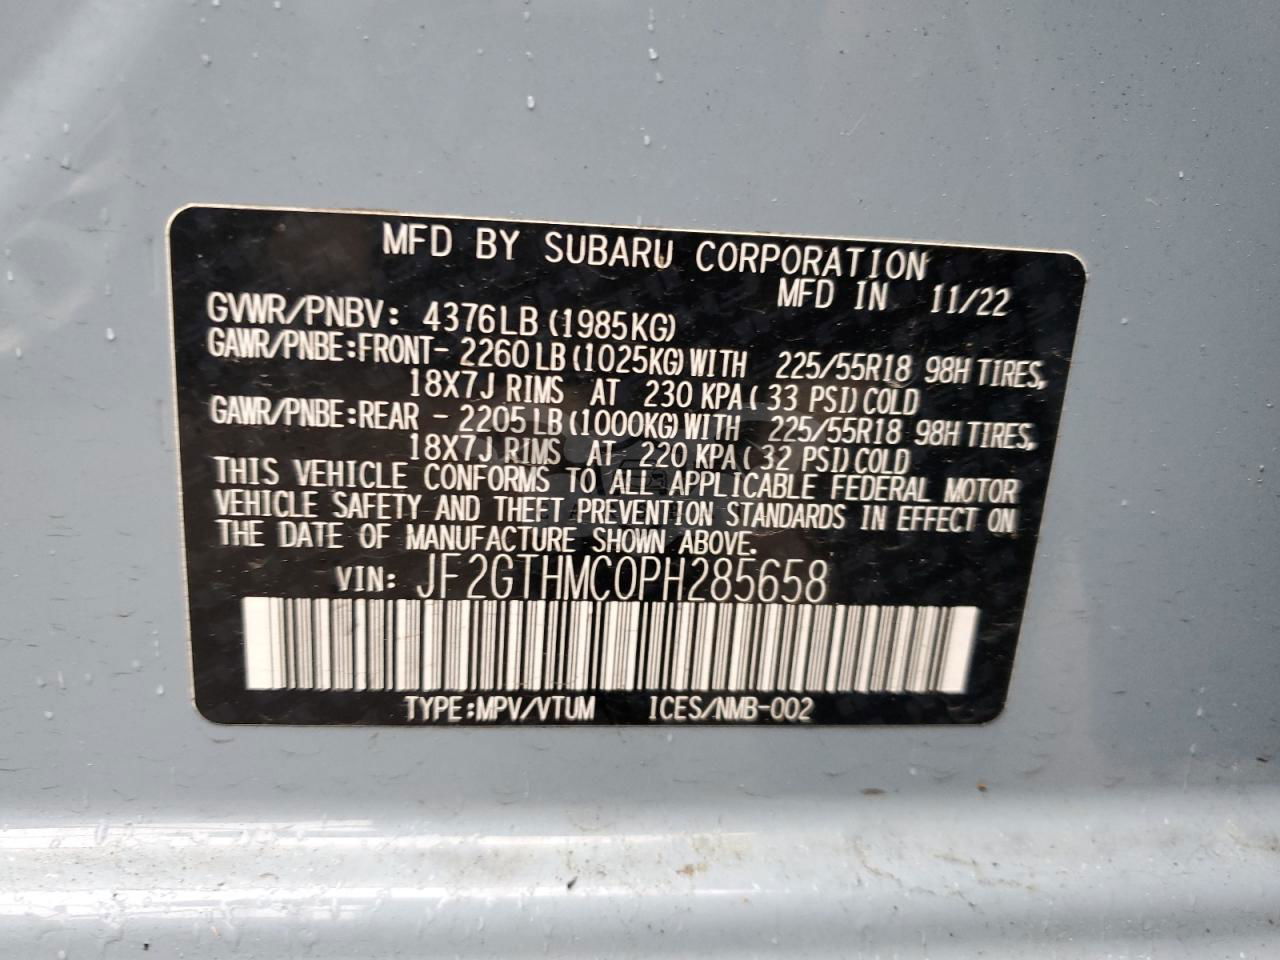 MFD BY SUBARU CORPORATION
MFD IN 11/22
GVWR/PNBV: 4376LB (1985KG)
GAWR/PNBE:FRONT- 2260LB (1025KG) WITH 225/55R18 98H TIRES,
18X7J RIMS AT 230 KPA ( 33 PSI) COLD
GAWR/PNBE:REAR - 2205LB (1000KG) WITH 225/55R18 98H TIRES,
18X7J RIMS AT 220 KPA ( 32 PSI) COLD
THIS VEHICLE CONFORMS TO ALL APPLICABLE FEDERAL MOTOR
VEHICLE SAFETY AND THEFT PREVENTION STANDARDS IN EFFECT ON
THE DATE OF MANUFACTURE SHOWN ABOVE.
VIN: JF2GTHMC0PH285658
TYPE:MPV/VTUM ICES/NMB-002